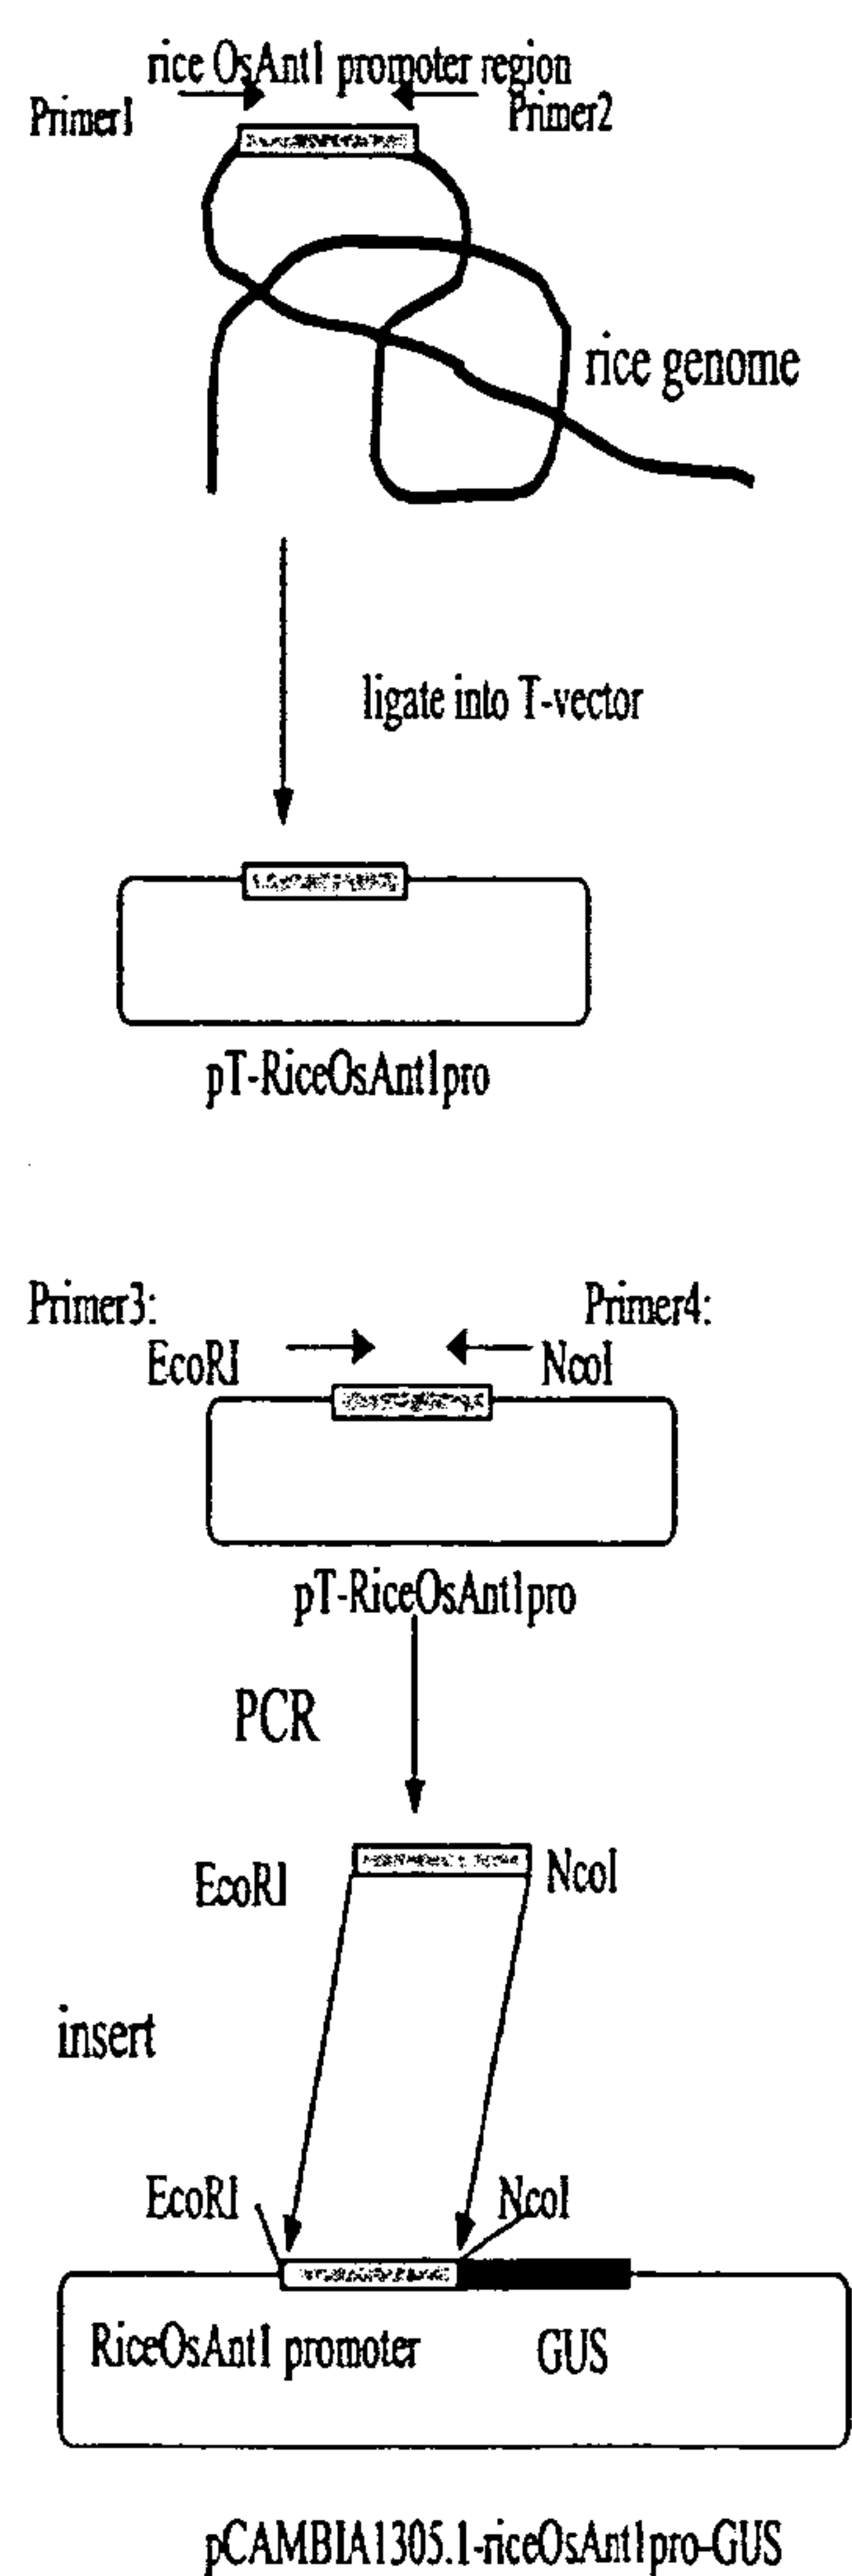 rice OsAnt1 promoter region
Primer1
Primer2
rice genome
ligate into T-vector
pT-RiceOsAnt1pro
Primer3:
Primer4:
EcoRI
NcoI
pT-RiceOsAnt1pro
PCR
EcoRI
NcoI
insert
EcoRI
NcoI
RiceOsAnt1 promoter
GUS
pCAMBIA1305.1-riceOsAnt1pro-GUS